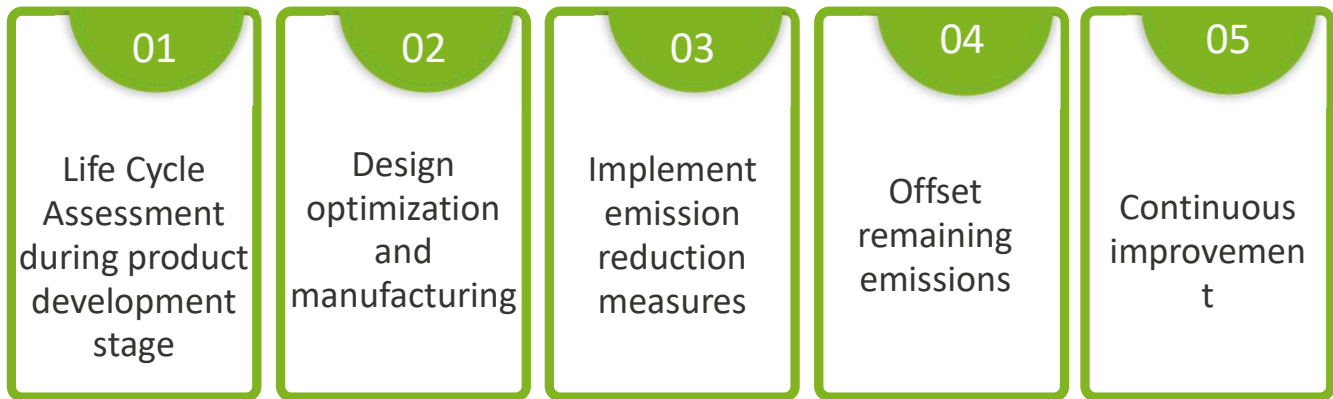 01
Life Cycle
Assessment
during product
development
stage
02
Design
optimization
and
manufacturing
03
Implement
emission
reduction
measures
04
Offset
remaining
emissions
05
Continuous
improvemen
t